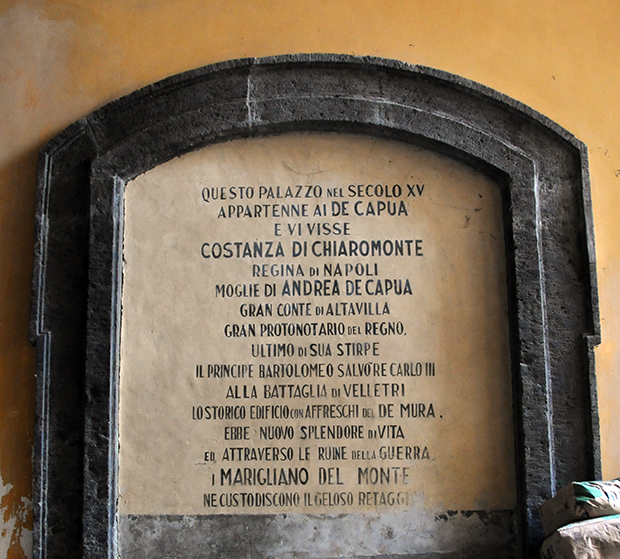 QUESTO PALAZZO NEL SECOLO XV
APPARTENNE AI DE CAPUA
E VI VISSE
COSTANZA DI CHIAROMONTE
REGINA DI NAPOLI
MOGLIE DI ANDREA DE CAPUA
GRAN CONTE DI ALTAVILLA
GRAN PROTONOTARIO DEL REGNO.
ULTIMO DI SUA STIRPE
IL PRINCIPE BARTOLOMEO SALVÒ RE CARLO III
ALLA BATTAGLIA DI VELLETRI
LO STORICO EDIFICIO CON AFFRESCHI DEL DE MURA.
EBBE NUOVO SPLENDORE DI VITA
ED, ATTRAVERSO LE RUINE DELLA GUERRA,
I MARIGLIANO DEL MONTE
NE CUSTODISCONO IL GELOSO